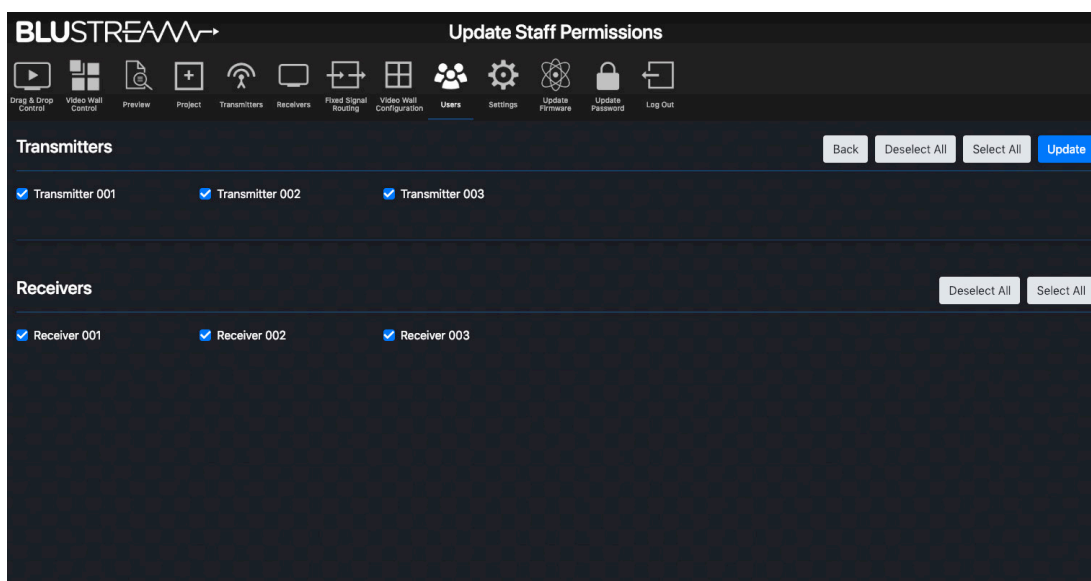 BLUSTREAM
Update Staff Permissions
Drag & Drop
Control
Video Wall
Control
Preview
Project
Transmitters
Receivers
Fixed Signal
Routing
Video Wall
Configuration
Users
Settings
Update
Firmware
Update
Password
Log Out
Transmitters
Back
Deselect All
Select All
Update
Transmitter 001
Transmitter 002
Transmitter 003
Receivers
Deselect All
Select All
Receiver 001
Receiver 002
Receiver 003